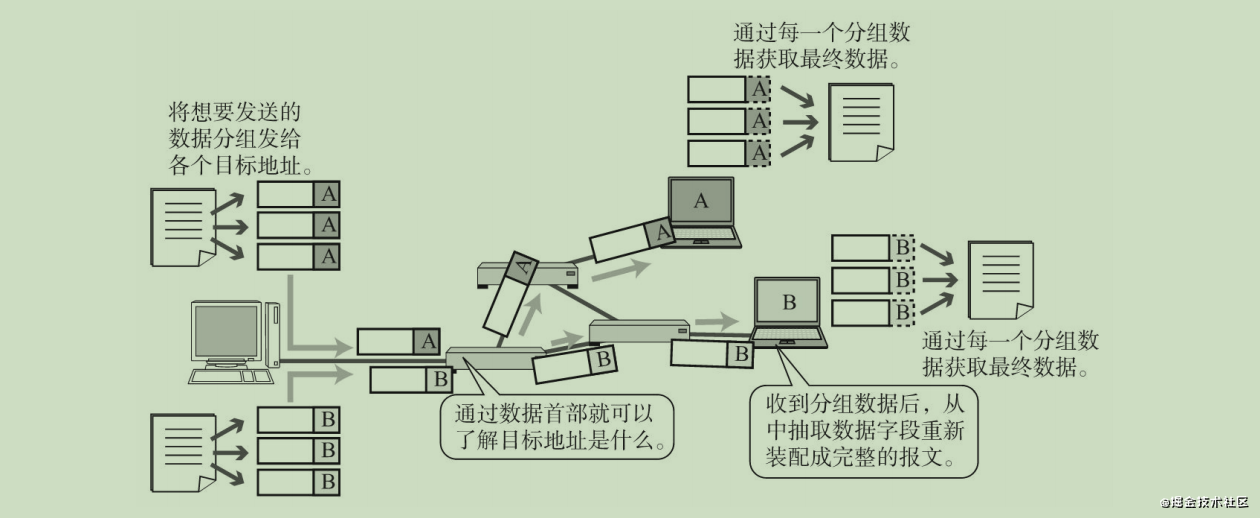 通过每一个分组数
据获取最终数据。
A
A
A
将想要发送的
数据分组发给
各个目标地址。
A
A
A
A
A
A
B
B
B
B
B
通过每一个分组数
据获取最终数据。
A
B
B
B
B
通过数据首部就可以
了解目标地址是什么。
收到分组数据后，从
中抽取数据字段重新
装配成完整的报文。
B
B
B
@掘金技术社区